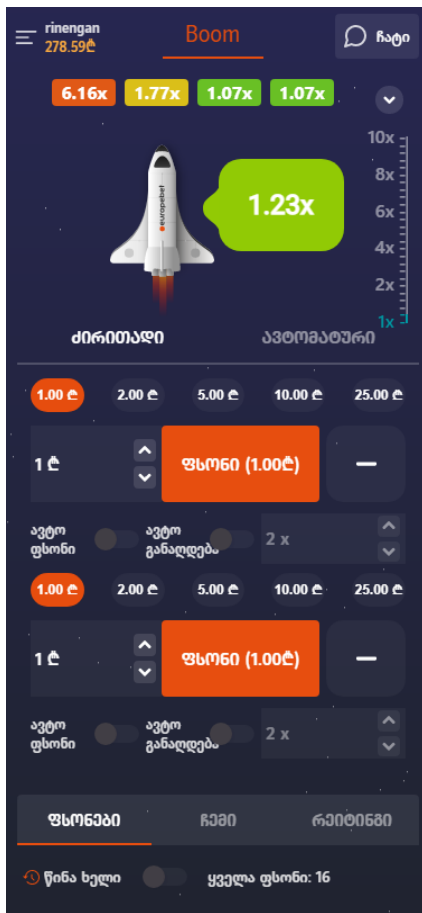 rinengan
278.59₾
Boom
ჩატი
6.16x 1.77x 1.07x 1.07x
10x
8x
6x
4x
2x
1x
europebet
1.23x
ძირითადი ავტომატური
1.00 ₾ 2.00 ₾ 5.00 ₾ 10.00 ₾ 25.00 ₾
1 ₾ ფსონი (1.00₾)
ავტო ფსონი
ავტო განაღდება
2 x
1.00 ₾ 2.00 ₾ 5.00 ₾ 10.00 ₾ 25.00 ₾
1 ₾ ფსონი (1.00₾)
ავტო ფსონი
ავტო განაღდება
2 x
ფსონები ჩემი რეიტინგი
წინა ხელი ყველა ფსონი: 16